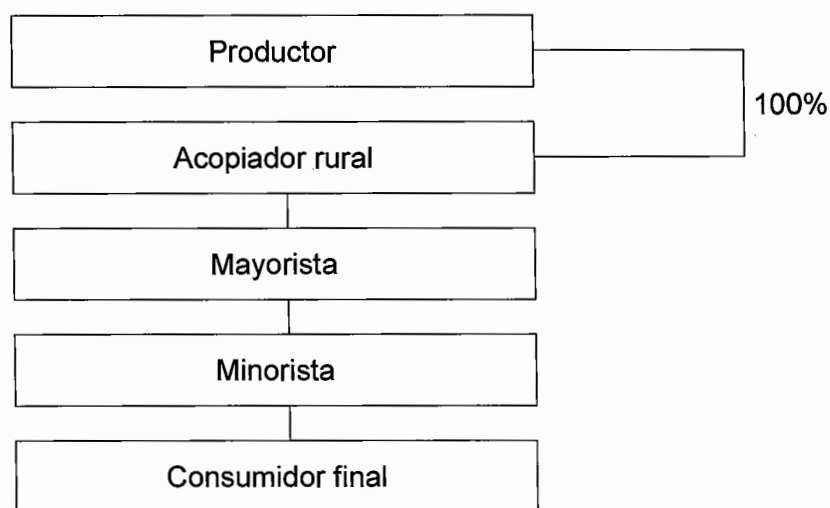 Productor
100%
Acopiador rural
Mayorista
Minorista
Consumidor final